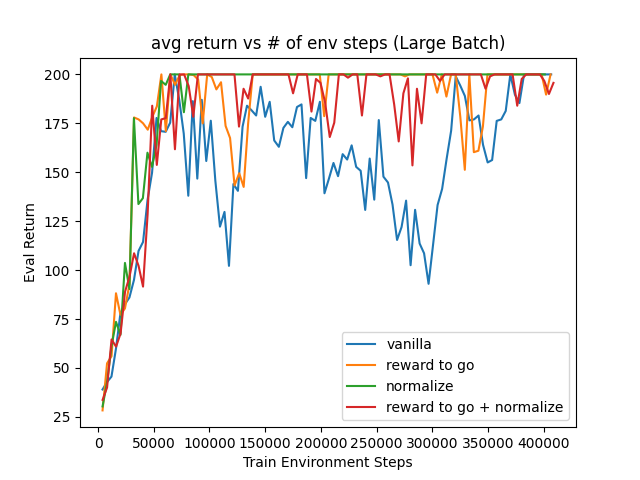 avg return vs # of env steps (Large Batch)
Eval Return
200
175
150
125
100
75
50
25
0
50000
100000
150000
200000
250000
300000
350000
400000
Train Environment Steps
vanilla
reward to go
normalize
reward to go + normalize